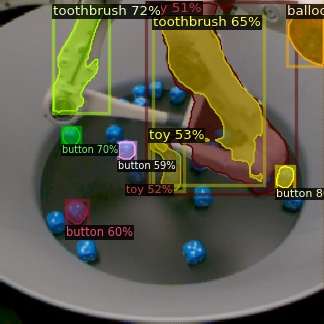 toothbrush 72%
y 51%
balloo
toothbrush 65%
toy 53%
button 70%
button 59%
toy 52%
button 8
button 60%